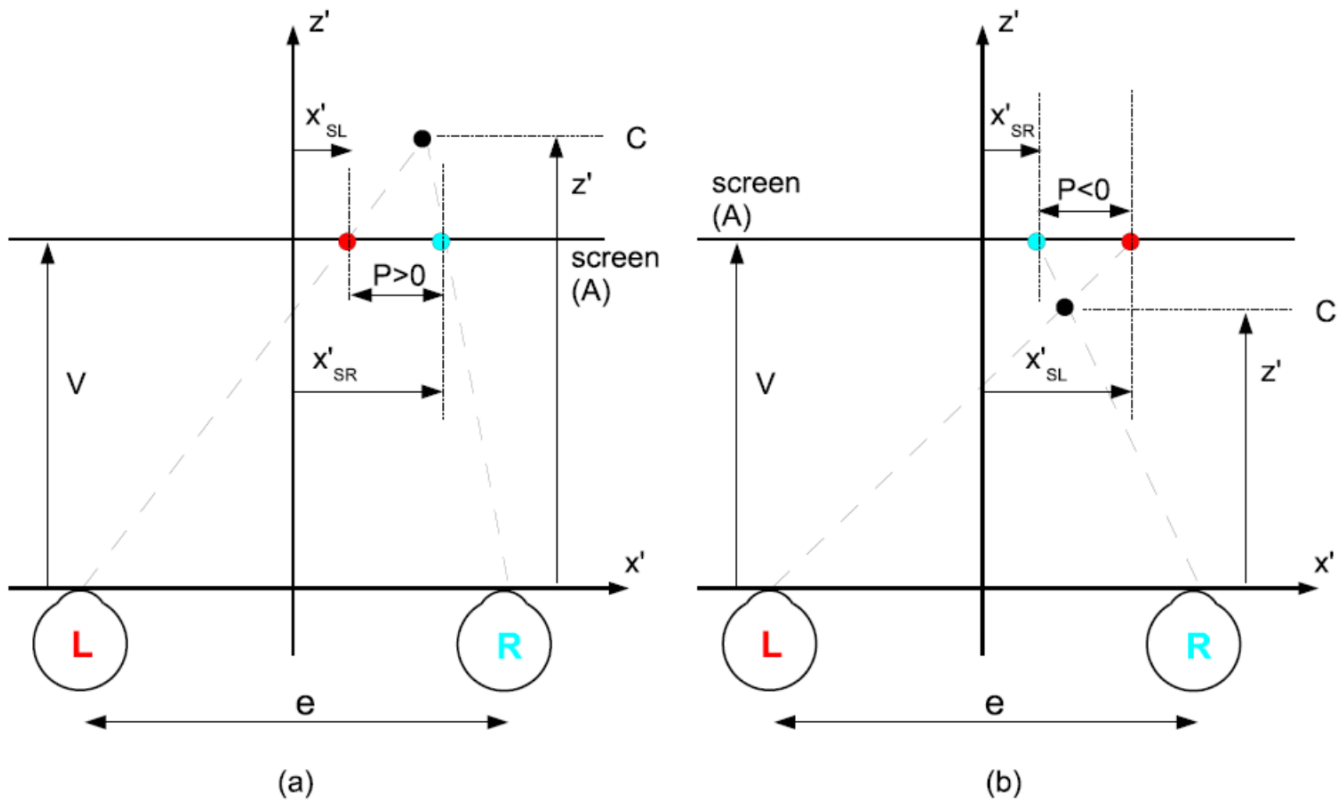 z'
x'SL
C
z'
screen
(A)
P>0
x'SR
V
x'
L
R
e
(a)
z'
x'SR
screen
(A)
P<0
C
x'SL
z'
V
x'
L
R
e
(b)